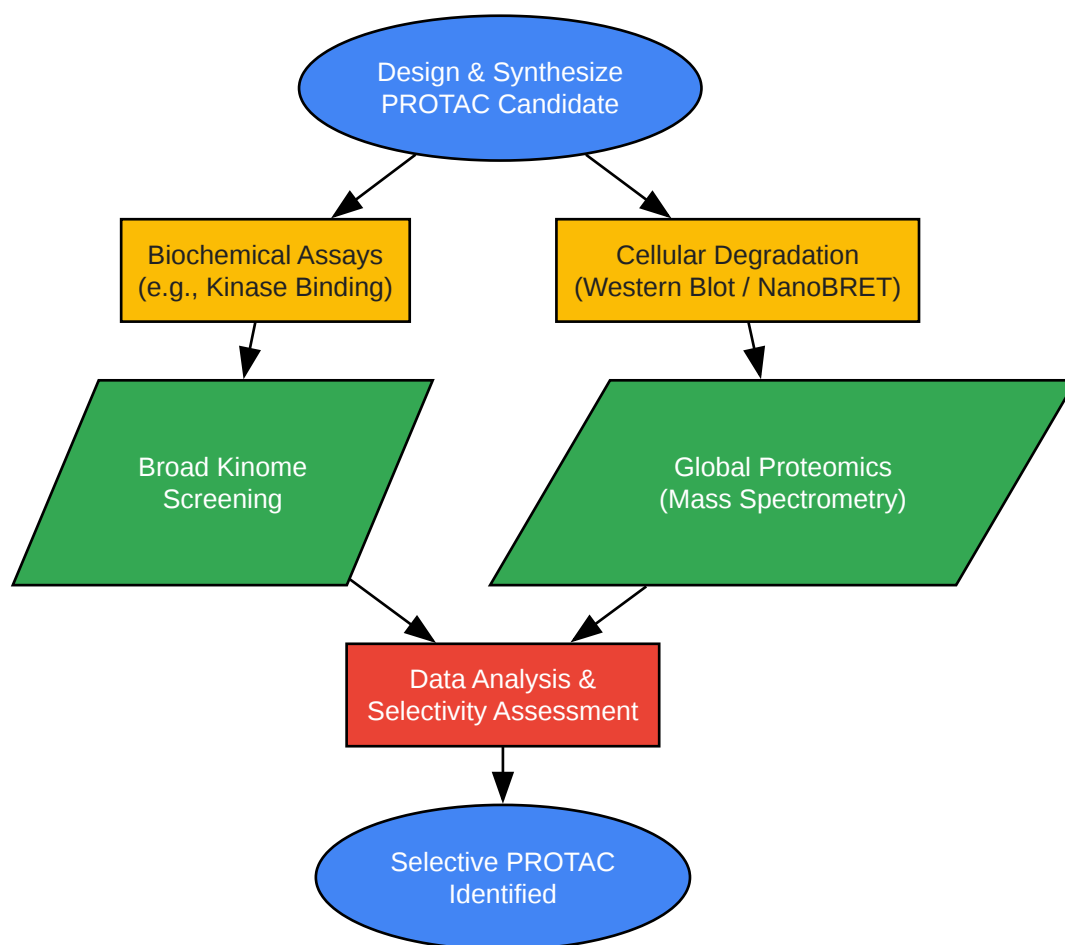 Design & Synthesize
PROTAC Candidate
Biochemical Assays
(e.g., Kinase Binding)
Cellular Degradation
(Western Blot / NanoBRET)
Broad Kinome
Screening
Global Proteomics
(Mass Spectrometry)
Data Analysis &
Selectivity Assessment
Selective PROTAC
Identified